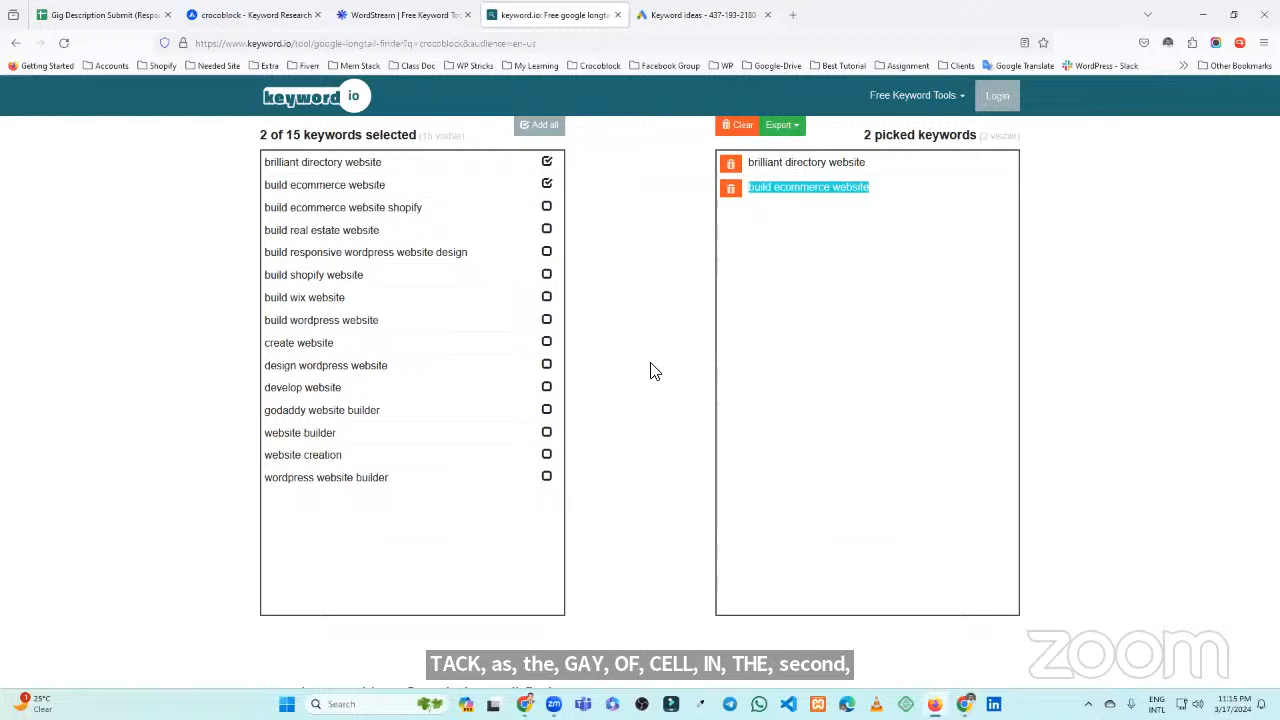 Gig Description Submit (Respon
crocoblock - Keyword Ideas - A
WordStream | Free Keyword To
keyword.io: Free google longta
Keyword ideas - 437-193-2180
https://www.keyword.io/tool/google-longtail-finder?q=crocoblock&audience=en-us
Getting Started
Accounts
Shopify
Needed Site
Extra
Fiverr
Mem Stack
Class Doc
WP Stricks
My Learning
Crocoblock
Facebook Group
WP
Google-Drive
Best Tutorial
Assignment
Clients
Google Translate
WordPress - Slack
Other Bookmarks
keyword io
Free Keyword Tools
Login
2 of 15 keywords selected (15 visible)
Add all
Clear
Export
2 picked keywords (2 visible)
brilliant directory website
build ecommerce website
build ecommerce website shopify
build real estate website
build responsive wordpress website design
build shopify website
build wix website
build wordpress website
create website
design wordpress website
develop website
godaddy website builder
website builder
website creation
wordpress website builder
brilliant directory website
build ecommerce website
zoom
TACK, as, the, GAY, OF, CELL, IN, THE, second,
25°C
Clear
Search
ENG
INTL
11:15 PM
3/17/2024